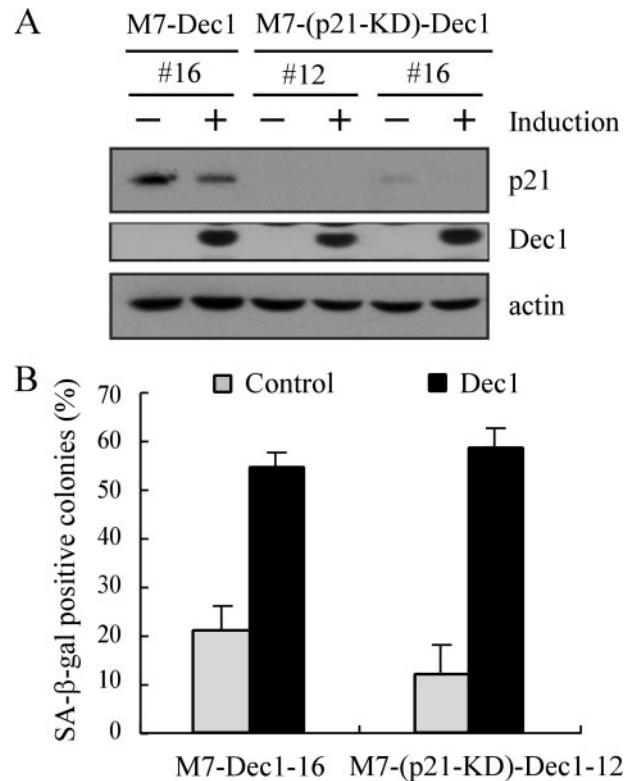 A
M7-Dec1 M7-(p21-KD)-Dec1
#16 #12 #16
− + − + − + Induction
p21
Dec1
actin
B
Control Dec1
SA-β-gal positive colonies (%)
70
60
50
40
30
20
10
0
M7-Dec1-16 M7-(p21-KD)-Dec1-12